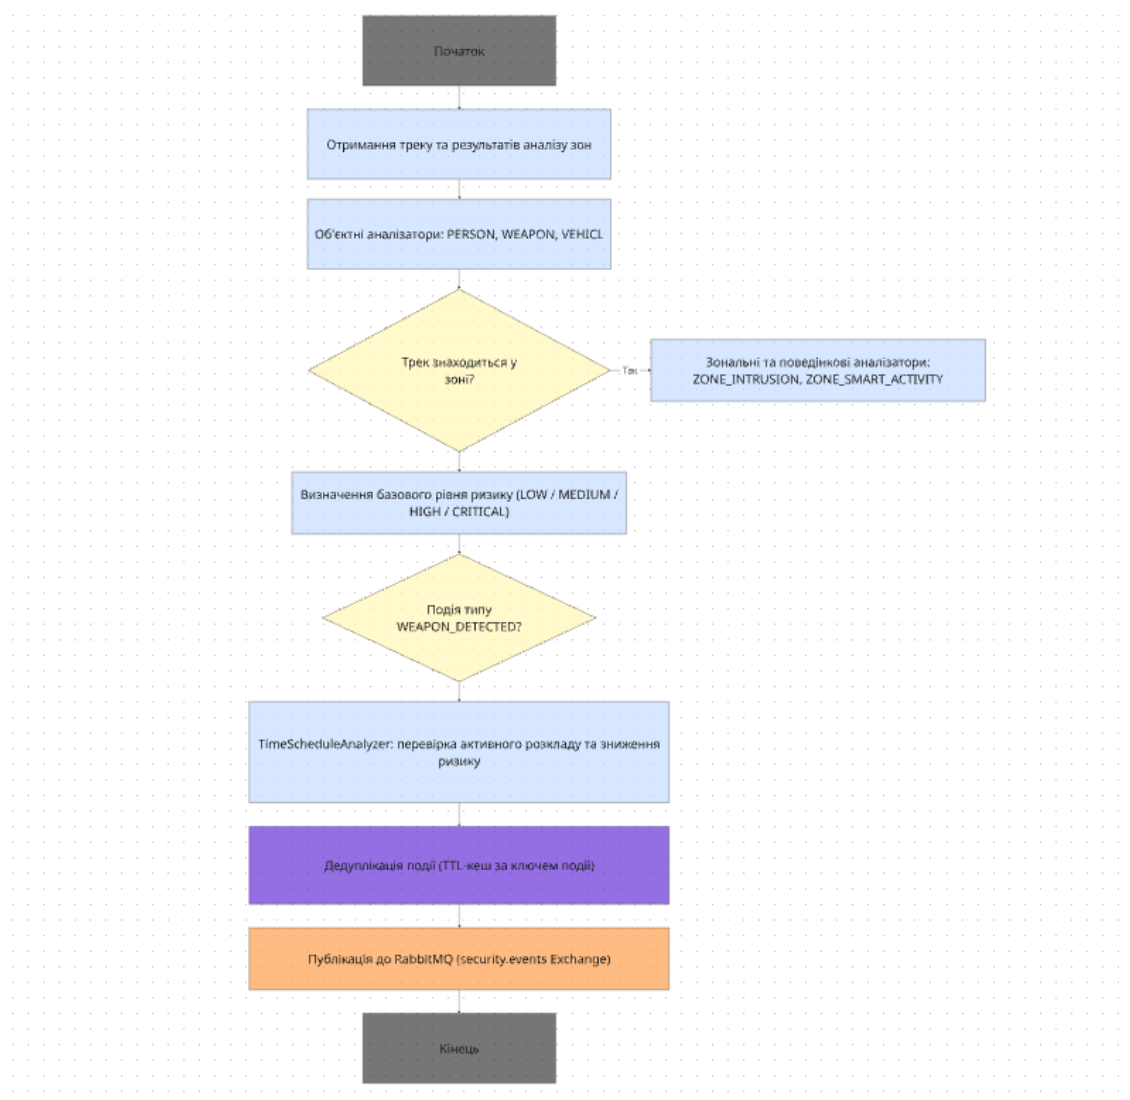 Початок
Отримання треку та результатів аналізу зон
Об'єктні аналізатори: PERSON, WEAPON, VEHICL
Трек знаходиться у
зоні?
Так
Зональні та поведінкові аналізатори:
ZONE_INTRUSION, ZONE_SMART_ACTIVITY
Визначення базового рівня ризику (LOW / MEDIUM /
HIGH / CRITICAL)
Подія типу
WEAPON_DETECTED?
TimeScheduleAnalyzer: перевірка активного розкладу та зниження
ризику
Дедуплікація події (TTL-кеш за ключем події)
Публікація до RabbitMQ (security.events Exchange)
Кінець